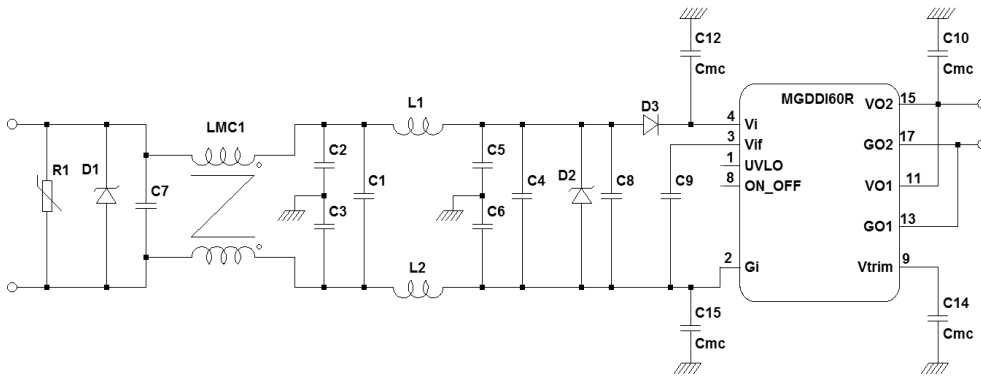 C12
Cmc
C10
Cmc
MGDDI60R
L1
D3
LMC1
4 Vi
3 Vif
1 UVLO
8 ON_OFF
VO2 15
GO2 17
VO1 11
GO1 13
R1
D1
C7
C2
C3
C1
C5
C6
C4
D2
C8
C9
L2
2 Gi
Vtrim 9
C15
Cmc
C14
Cmc